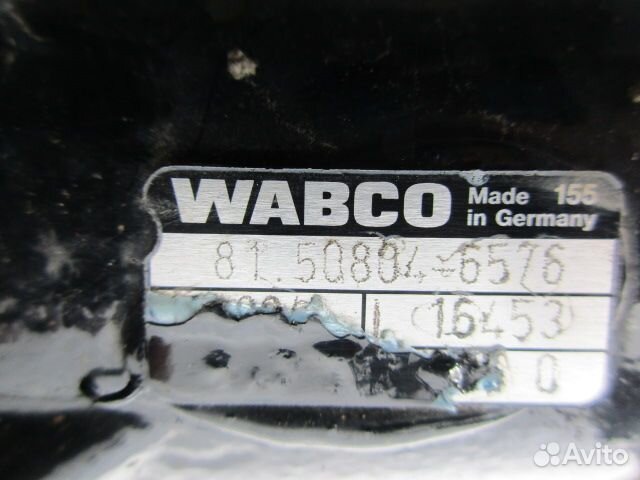 WABCO Made 155
in Germany
81.50804-6576
L (16453)
0
Avito